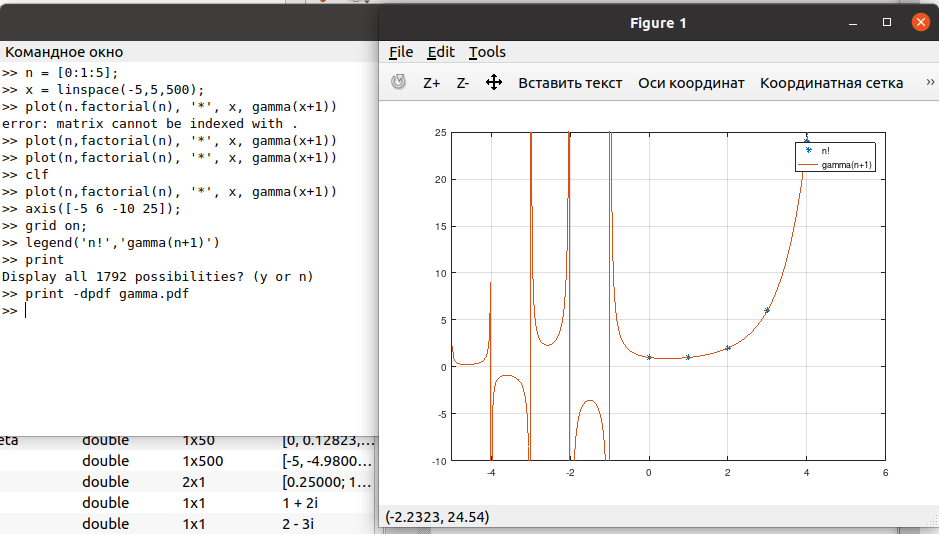 Командное окно
>> n = [0:1:5];
>> x = linspace(-5,5,500);
>> plot(n.factorial(n), '*', x, gamma(x+1))
error: matrix cannot be indexed with .
>> plot(n,factorial(n), '*', x, gamma(x+1))
>> plot(n,factorial(n), '*', x, gamma(x+1))
>> clf
>> plot(n,factorial(n), '*', x, gamma(x+1))
>> axis([-5 6 -10 25]);
>> grid on;
>> legend('n!','gamma(n+1)')
>> print
Display all 1792 possibilities? (y or n)
>> print -dpdf gamma.pdf
>>
eta double 1x50 [0, 0.12823,...
double 1x500 [-5, -4.9800...
double 2x1 [0.25000; 1...
double 1x1 1 + 2i
double 1x1 2 - 3i
Figure 1
File Edit Tools
Z+ Z- Вставить текст Оси координат Координатная сетка »
25
20
15
10
5
0
-5
-10
-4 -2 0 2 4 6
n!
gamma(n+1)
(-2.2323, 24.54)